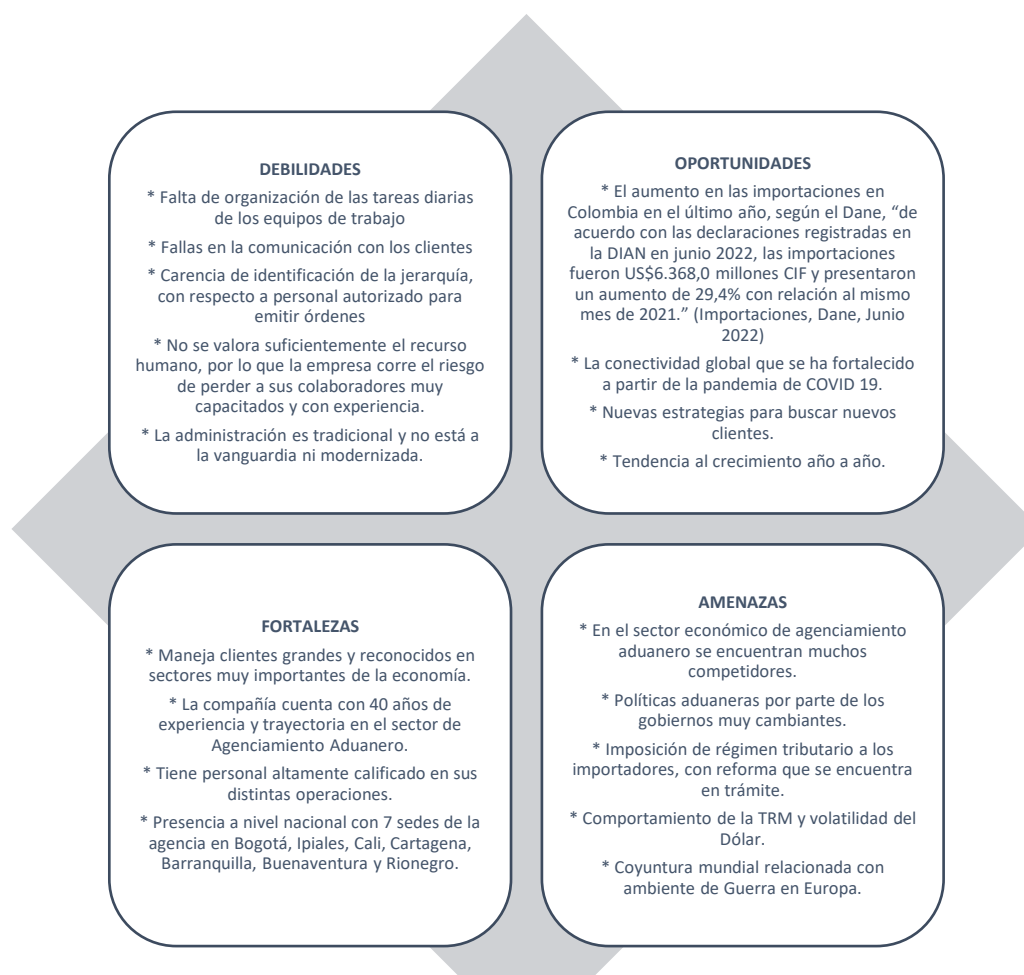 DEBILIDADES
* Falta de organización de las tareas diarias
de los equipos de trabajo
* Fallas en la comunicación con los clientes
* Carencia de identificación de la jerarquía,
con respecto a personal autorizado para
emitir órdenes
* No se valora suficientemente el recurso
humano, por lo que la empresa corre el riesgo
de perder a sus colaboradores muy
capacitados y con experiencia.
* La administración es tradicional y no está a
la vanguardia ni modernizada.
OPORTUNIDADES
* El aumento en las importaciones en
Colombia en el último año, según el Dane, “de
acuerdo con las declaraciones registradas en
la DIAN en junio 2022, las importaciones
fueron US$6.368,0 millones CIF y presentaron
un aumento de 29,4% con relación al mismo
mes de 2021.” (Importaciones, Dane, Junio
2022)
* La conectividad global que se ha fortalecido
a partir de la pandemia de COVID 19.
* Nuevas estrategias para buscar nuevos
clientes.
* Tendencia al crecimiento año a año.
FORTALEZAS
* Maneja clientes grandes y reconocidos en
sectores muy importantes de la economía.
* La compañía cuenta con 40 años de
experiencia y trayectoria en el sector de
Agenciamiento Aduanero.
* Tiene personal altamente calificado en sus
distintas operaciones.
* Presencia a nivel nacional con 7 sedes de la
agencia en Bogotá, Ipiales, Cali, Cartagena,
Barranquilla, Buenaventura y Rionegro.
AMENAZAS
* En el sector económico de agenciamiento
aduanero se encuentran muchos
competidores.
* Políticas aduaneras por parte de los
gobiernos muy cambiantes.
* Imposición de régimen tributario a los
importadores, con reforma que se encuentra
en trámite.
* Comportamiento de la TRM y volatilidad del
Dólar.
* Coyuntura mundial relacionada con
ambiente de Guerra en Europa.